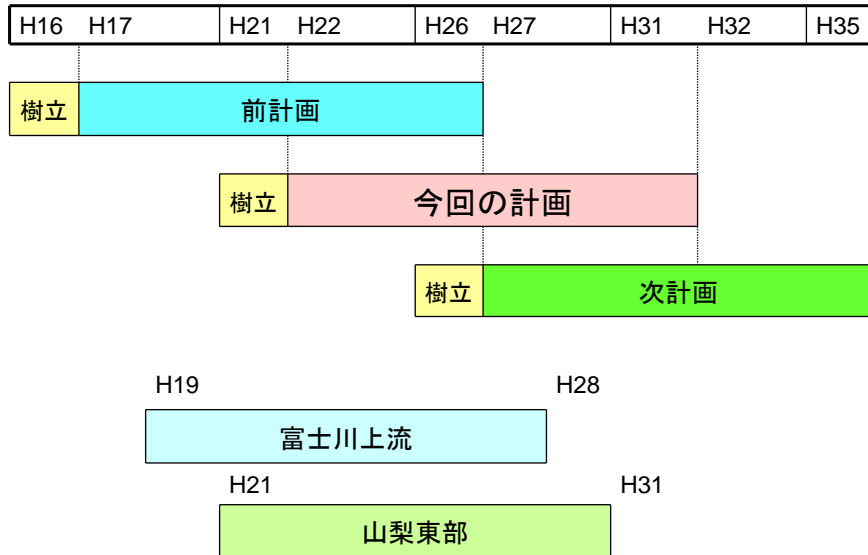 H16 H17 H21 H22 H26 H27 H31 H32 H35
樹立 前計画
樹立 今回の計画
樹立 次計画
H19 H28
富士川上流
H21 H31
山梨東部